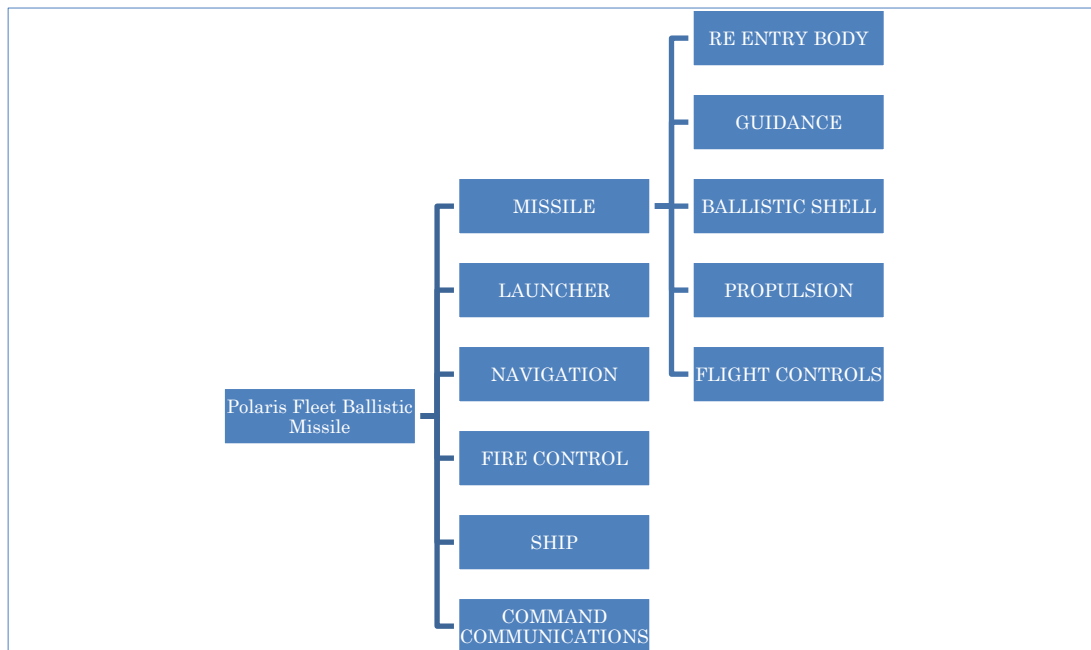 Polaris Fleet Ballistic
Missile
MISSILE
LAUNCHER
NAVIGATION
FIRE CONTROL
SHIP
COMMAND
COMMUNICATIONS
RE ENTRY BODY
GUIDANCE
BALLISTIC SHELL
PROPULSION
FLIGHT CONTROLS